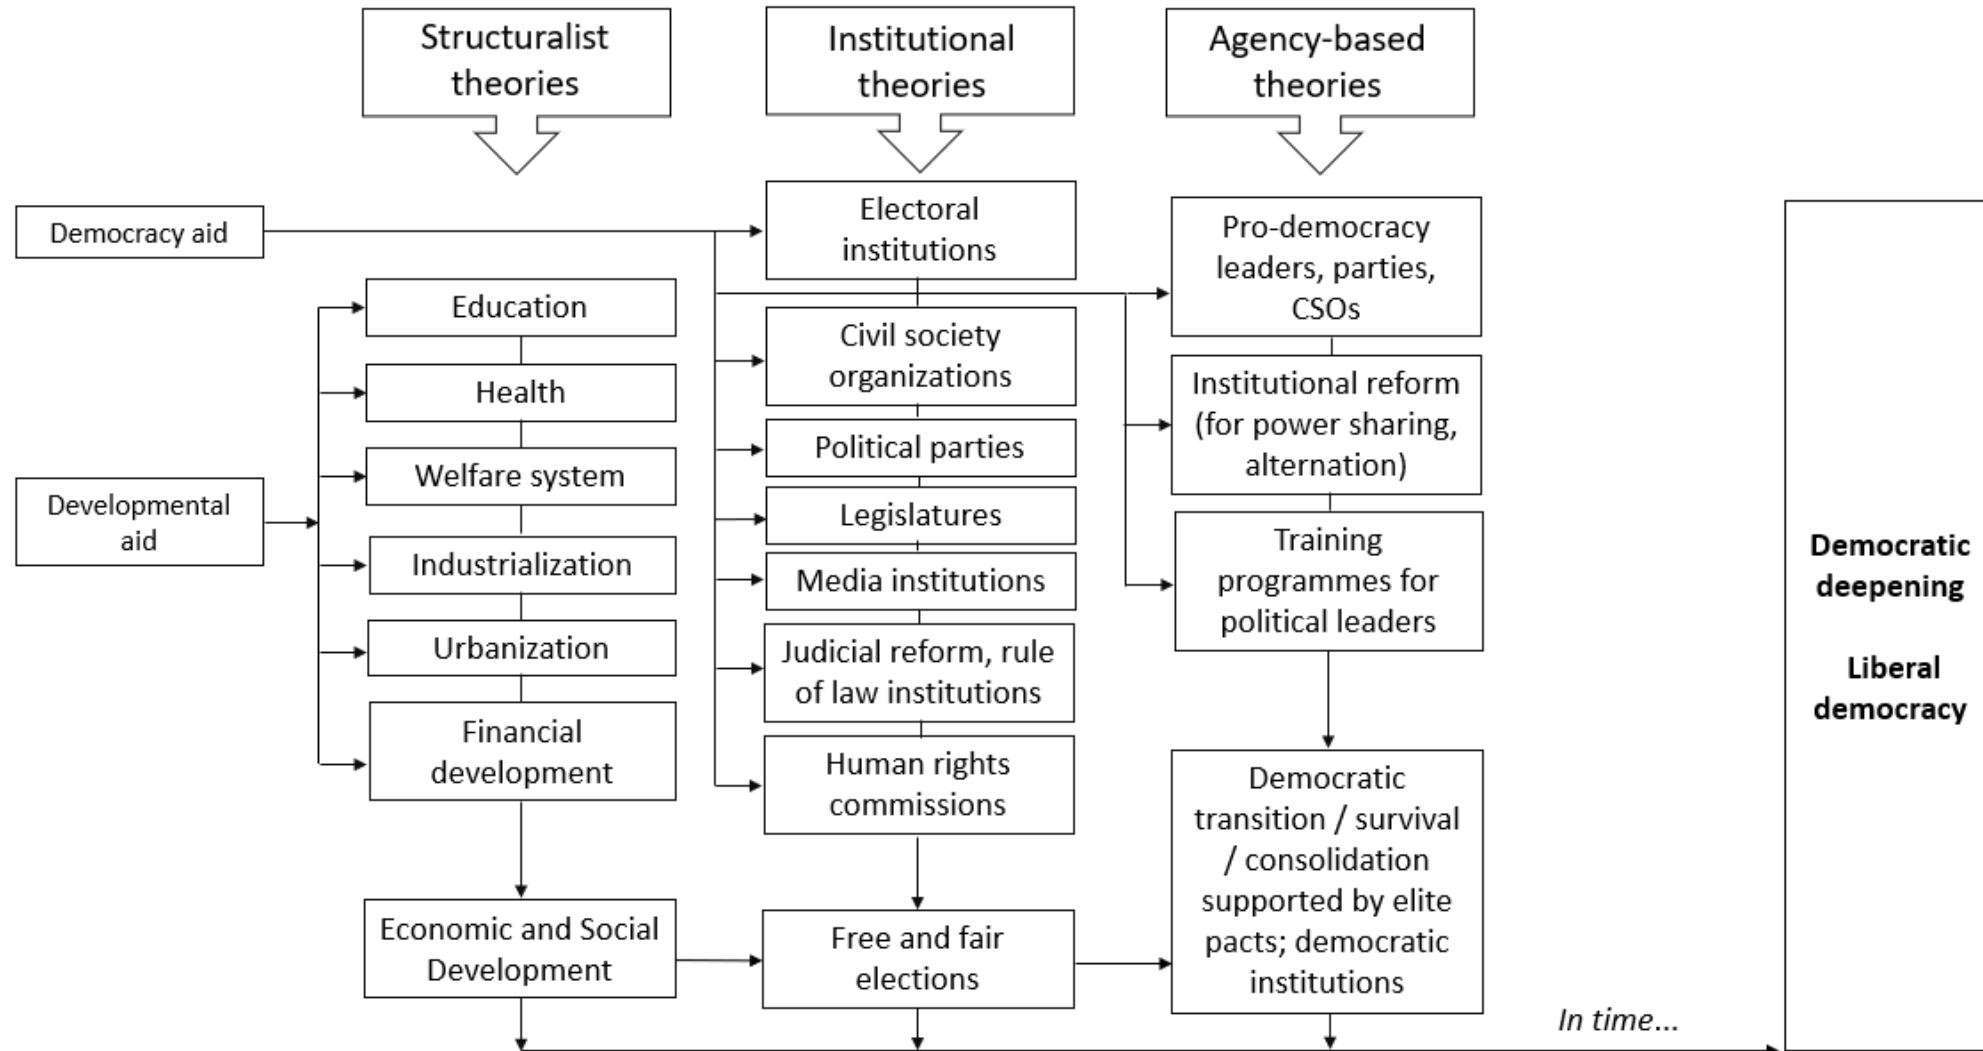 Structuralist
theories
Institutional
theories
Agency-based
theories
Democracy aid
Developmental
aid
Education
Health
Welfare system
Industrialization
Urbanization
Financial
development
Economic and Social
Development
Electoral
institutions
Civil society
organizations
Political parties
Legislatures
Media institutions
Judicial reform, rule
of law institutions
Human rights
commissions
Free and fair
elections
Pro-democracy
leaders, parties,
CSOs
Institutional reform
(for power sharing,
alternation)
Training
programmes for
political leaders
Democratic
transition / survival
/ consolidation
supported by elite
pacts; democratic
institutions
In time...
Democratic
deepening
Liberal
democracy